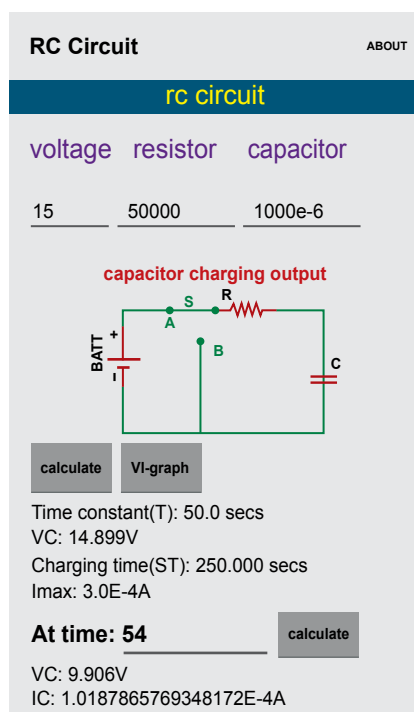 RC Circuit ABOUT
rc circuit
voltage resistor capacitor
15 50000 1000e-6
capacitor charging output
S R
A
+
BATT
B
C
-
calculate VI-graph
Time constant(T): 50.0 secs
VC: 14.899V
Charging time(ST): 250.000 secs
Imax: 3.0E-4A
At time: 54 calculate
VC: 9.906V
IC: 1.0187865769348172E-4A